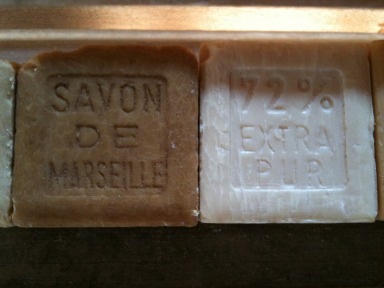 SAVON
DE
MARSEILLE
72%
EXTRA
PUR